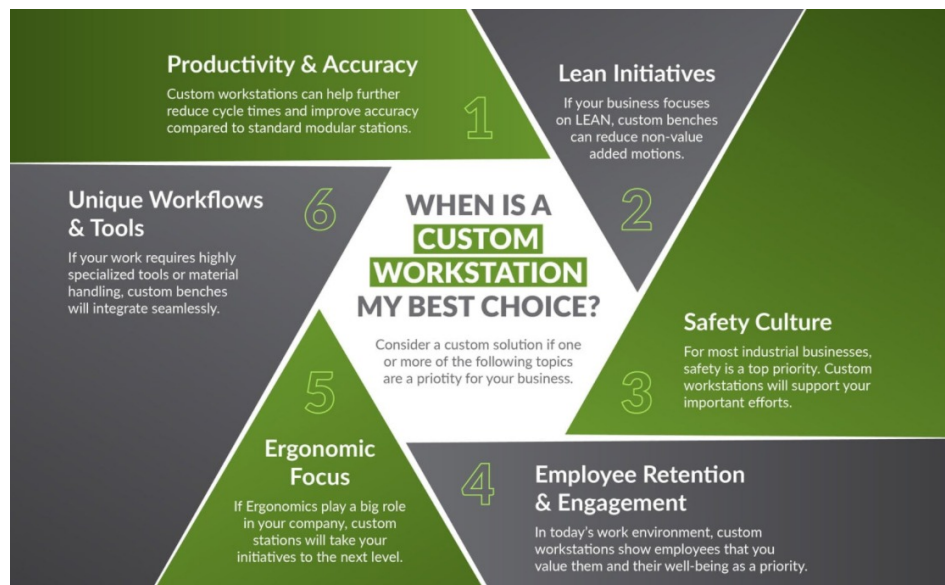 WHEN IS A
CUSTOM
WORKSTATION
MY BEST CHOICE?
Consider a custom solution if one
or more of the following topics
are a priotity for your business.
Productivity & Accuracy
Custom workstations can help further
reduce cycle times and improve accuracy
compared to standard modular stations.
1
Lean Initiatives
If your business focuses
on LEAN, custom benches
can reduce non-value
added motions.
2
Safety Culture
For most industrial businesses,
safety is a top priority. Custom
workstations will support your
important efforts.
3
4
Employee Retention
& Engagement
In today's work environment, custom
workstations show employees that you
value them and their well-being as a priority.
5
Ergonomic
Focus
If Ergonomics play a big role
in your company, custom
stations will take your
initiatives to the next level.
6
Unique Workflows
& Tools
If your work requires highly
specialized tools or material
handling, custom benches
will integrate seamlessly.